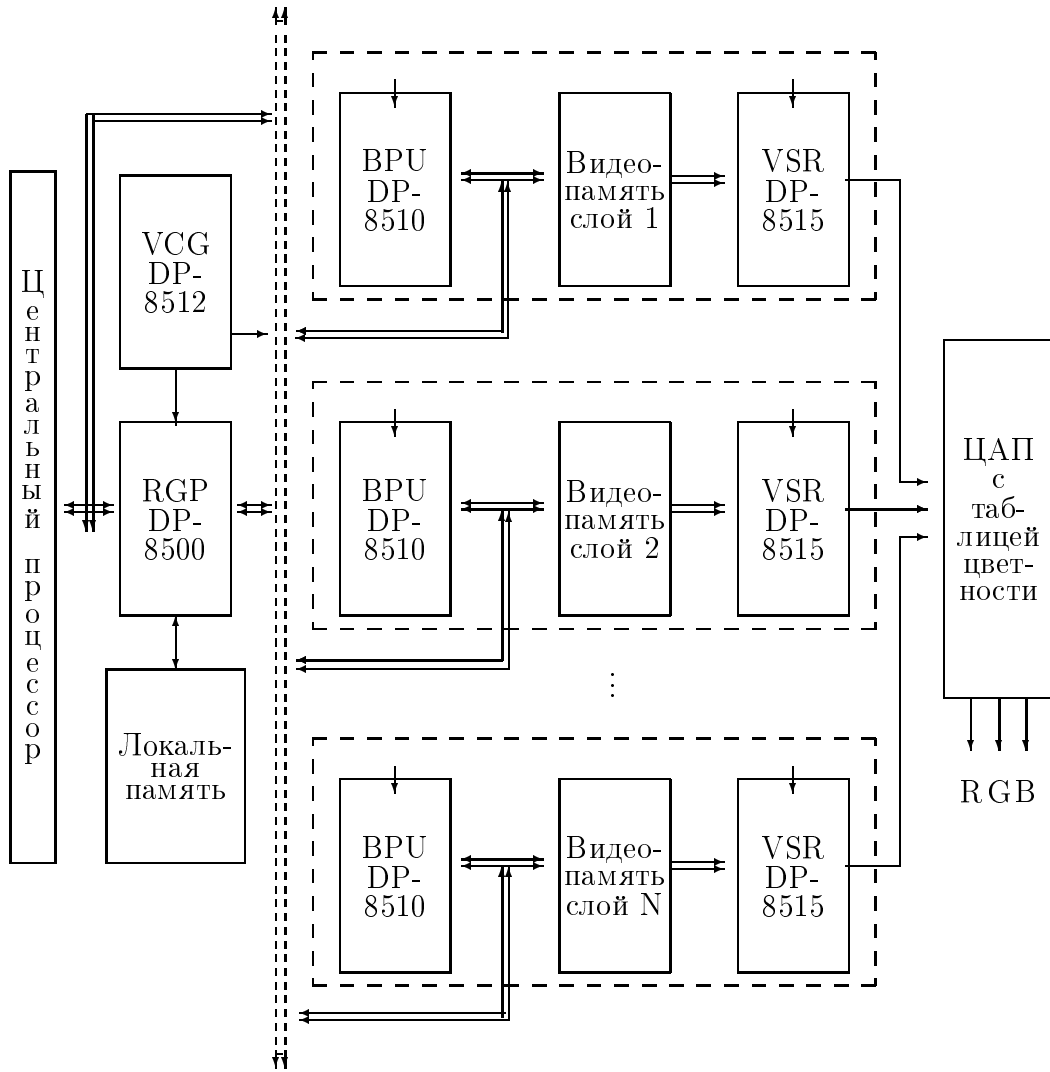 Центральный процессор
VCG
DP-
8512
RGP
DP-
8500
Локаль-
ная
память
BPU
DP-
8510
Видео-
память
слой 1
VSR
DP-
8515
BPU
DP-
8510
Видео-
память
слой 2
VSR
DP-
8515
⋮
BPU
DP-
8510
Видео-
память
слой N
VSR
DP-
8515
ЦАП
с
таб-
лицей
цвет-
ности
RGB